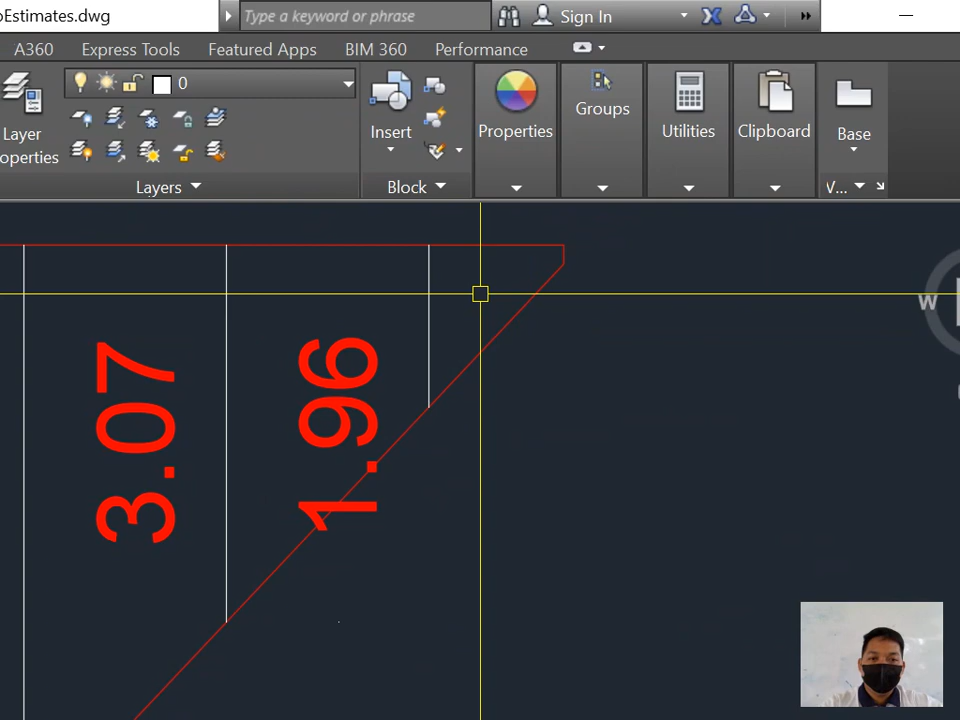 oEstimates.dwg
Type a keyword or phrase
Sign In
A360
Express Tools
Featured Apps
BIM 360
Performance
Layer
operties
0
Layers
Insert
Block
Properties
Groups
Utilities
Clipboard
Base
V...
W
3.07
1.96